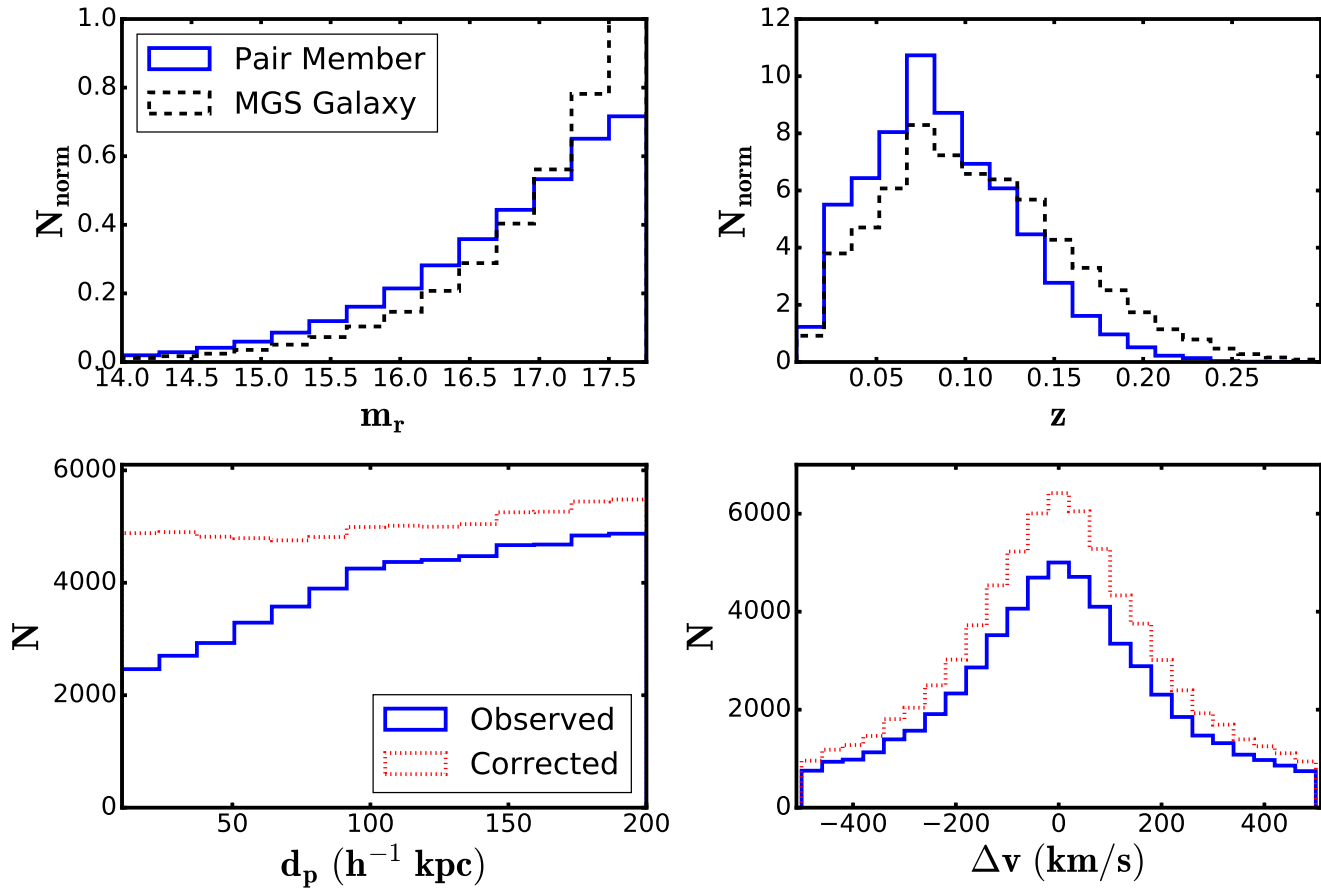 1.0
0.8
0.6
0.4
0.2
0.0
N_norm
14.0 14.5 15.0 15.5 16.0 16.5 17.0 17.5
m_r
Pair Member
MGS Galaxy
12
10
8
6
4
2
0
N_norm
0.05 0.10 0.15 0.20 0.25
z
6000
4000
2000
0
N
50 100 150 200
d_p (h^−1 kpc)
Observed
Corrected
6000
4000
2000
0
N
−400 −200 0 200 400
Δv (km/s)